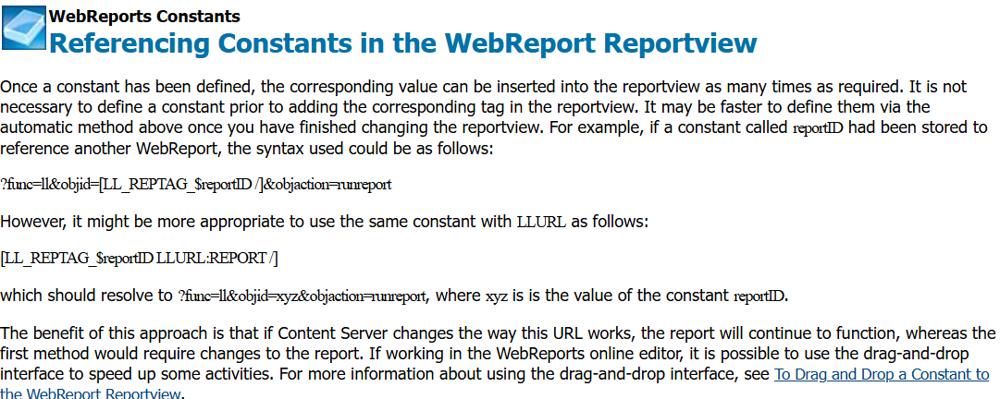 WebReports Constants
Referencing Constants in the WebReport Reportview
Once a constant has been defined, the corresponding value can be inserted into the reportview as many times as required. It is not
necessary to define a constant prior to adding the corresponding tag in the reportview. It may be faster to define them via the
automatic method above once you have finished changing the reportview. For example, if a constant called reportID had been stored to
reference another WebReport, the syntax used could be as follows:
?func=ll&objid=[LL_REPTAG_$reportID /]&objaction=runreport
However, it might be more appropriate to use the same constant with LLURL as follows:
[LL_REPTAG_$reportID LLURL:REPORT /]
which should resolve to ?func=ll&objid=xyz&objaction=runreport, where xyz is is the value of the constant reportID.
The benefit of this approach is that if Content Server changes the way this URL works, the report will continue to function, whereas the
first method would require changes to the report. If working in the WebReports online editor, it is possible to use the drag-and-drop
interface to speed up some activities. For more information about using the drag-and-drop interface, see To Drag and Drop a Constant to
the WebReport Reportview.